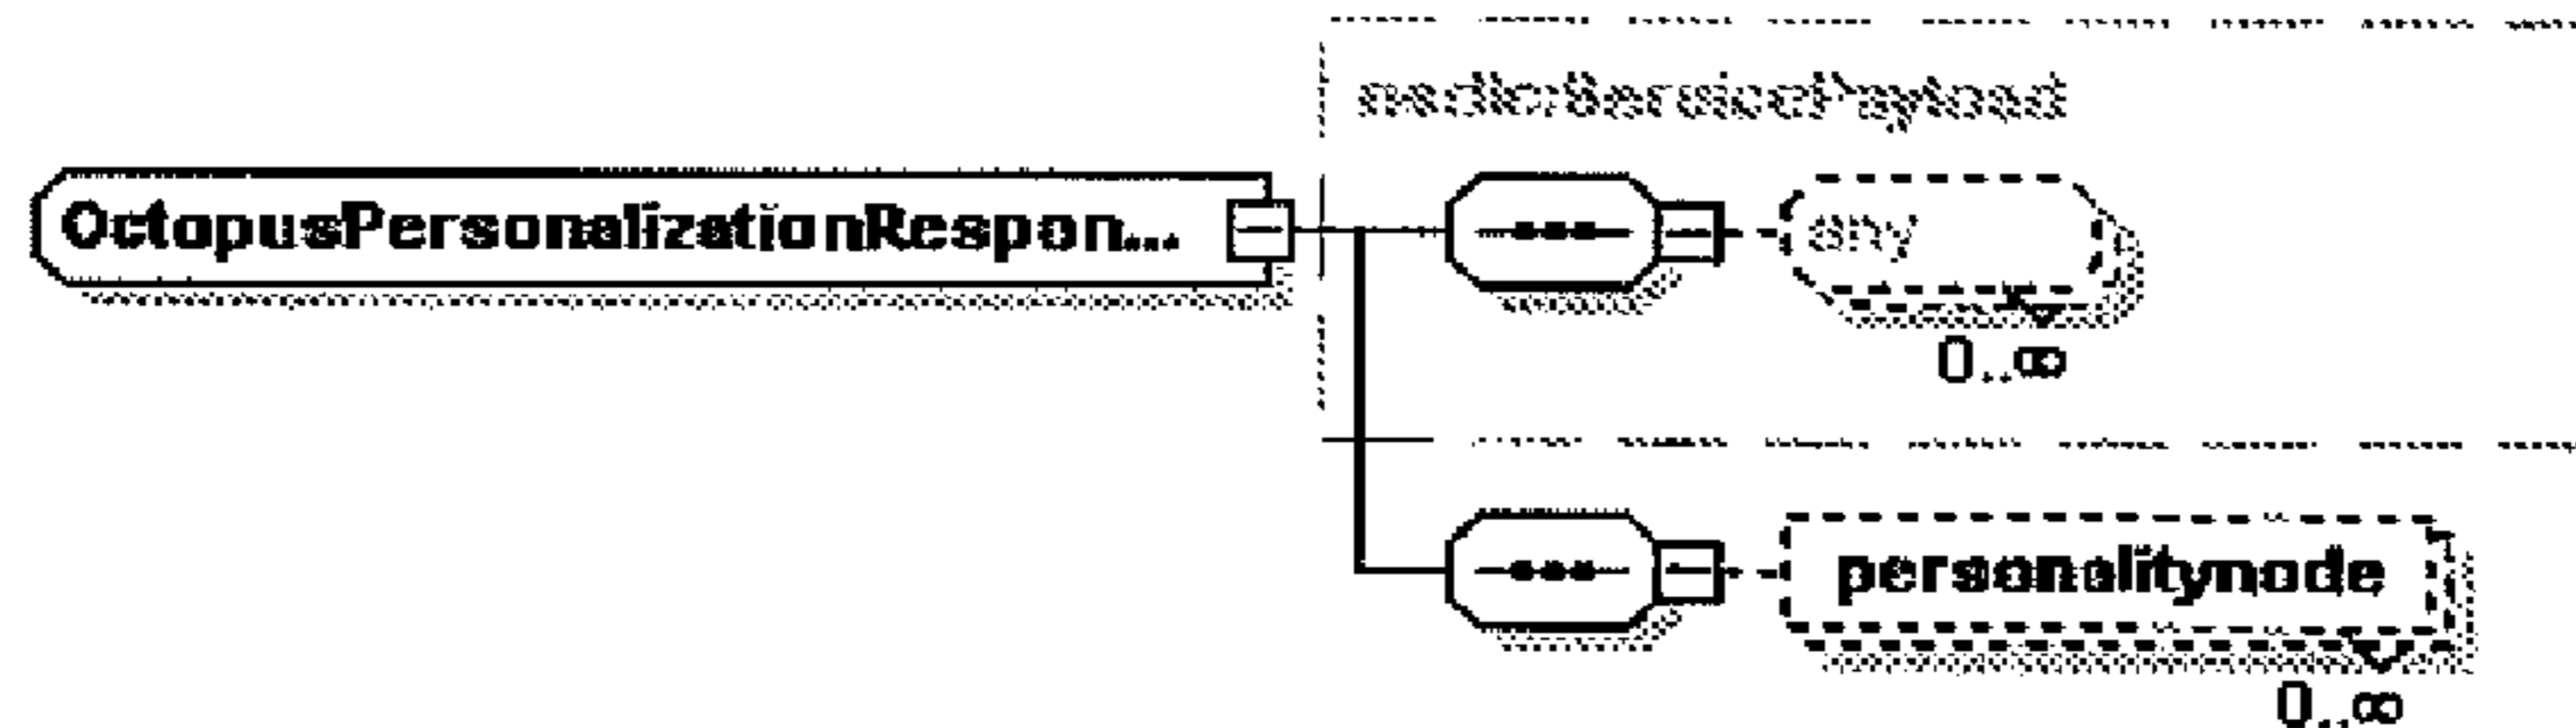 OctopusPersonalizationRespon...
any
0..∞
personalitynode
0..∞